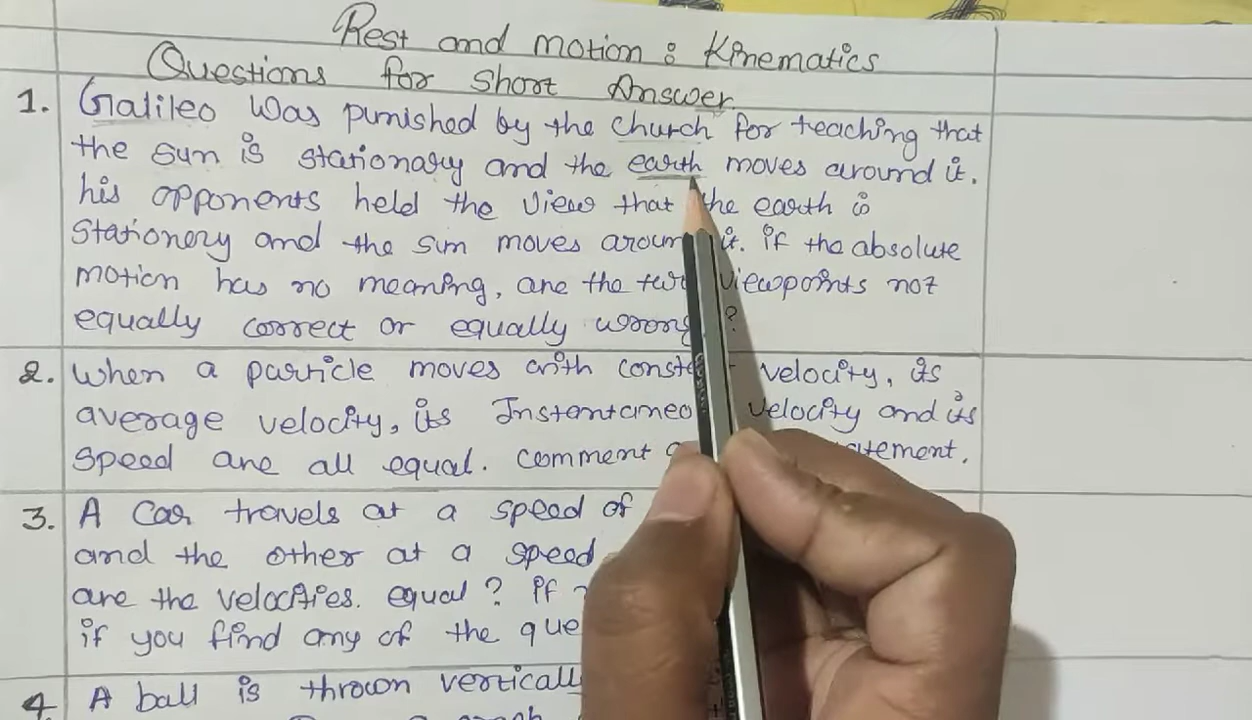 Rest and motion : Kinematics
Questions for short Answer.
1. Galileo was punished by the church for teaching that
the sun is stationary and the earth moves around it.
his opponents held the view that the earth is
stationery and the sun moves aroun it. if the absolute
motion has no meaning, are the two viewpoints not
equally correct or equally wrong ?
2. When a particle moves with const velocity, its
average velocity, its Instantaneo velocity and its
speed are all equal. comment
3. A car travels at a speed of
and the other at a speed
are the velocities. equal ? if
if you find any of the que
4. A ball is thrown verticall